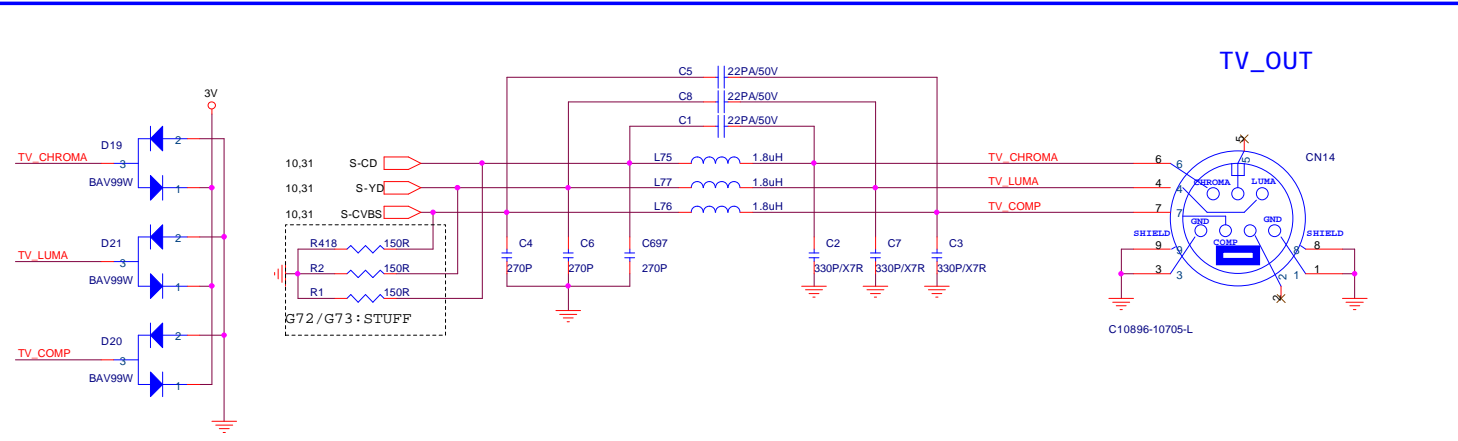 TV_OUT
C5 22PA/50V
C8 22PA/50V
C1 22PA/50V
3V
D19
2
TV_CHROMA 3
BAV99W 1
D21
2
TV_LUMA 3
BAV99W 1
D20
2
TV_COMP 3
BAV99W 1
10,31 S-CD L75 1.8uH TV_CHROMA 6 6
10,31 S-YD L77 1.8uH TV_LUMA 4 4
10,31 S-CVBS L76 1.8uH TV_COMP 7 7
R418 150R
R2 150R
R1 150R
G72/G73:STUFF
C4 270P
C6 270P
C697 270P
C2 330P/X7R
C7 330P/X7R
C3 330P/X7R
5 5
CN14
CHROMA LUMA
GND GND
SHIELD COMP SHIELD
9 9 8 8
3 3 1 1
2 2
C10896-10705-L